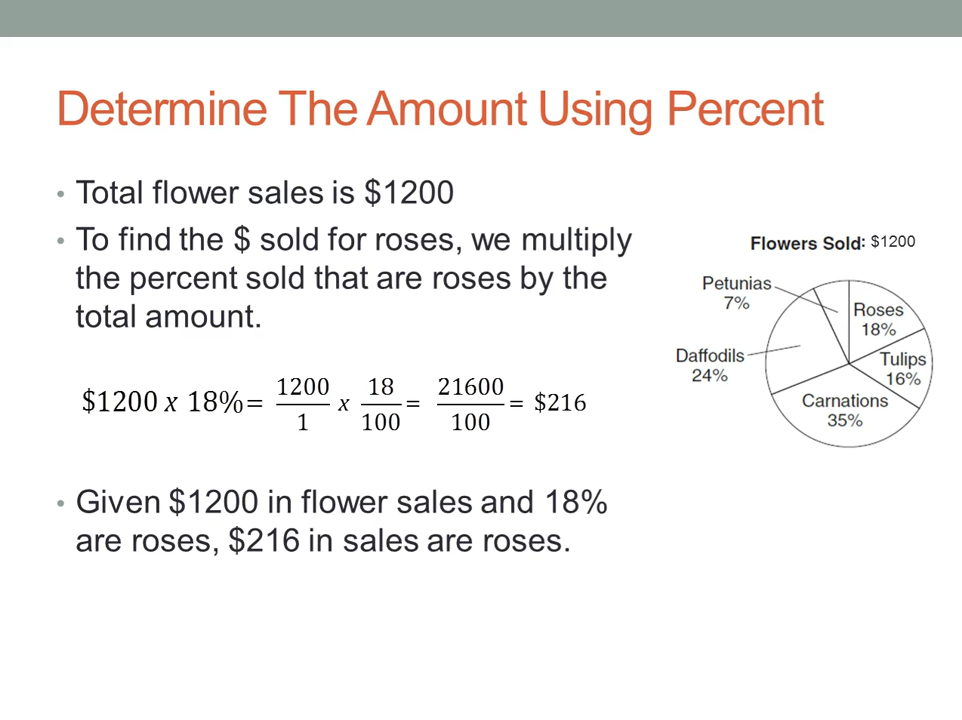 Determine The Amount Using Percent
• Total flower sales is $1200
• To find the $ sold for roses, we multiply
the percent sold that are roses by the
total amount.
$1200 x 18% = 1200/1 x 18/100 = 21600/100 = $216
• Given $1200 in flower sales and 18%
are roses, $216 in sales are roses.
Flowers Sold: $1200
Petunias
7%
Roses
18%
Daffodils
24%
Tulips
16%
Carnations
35%